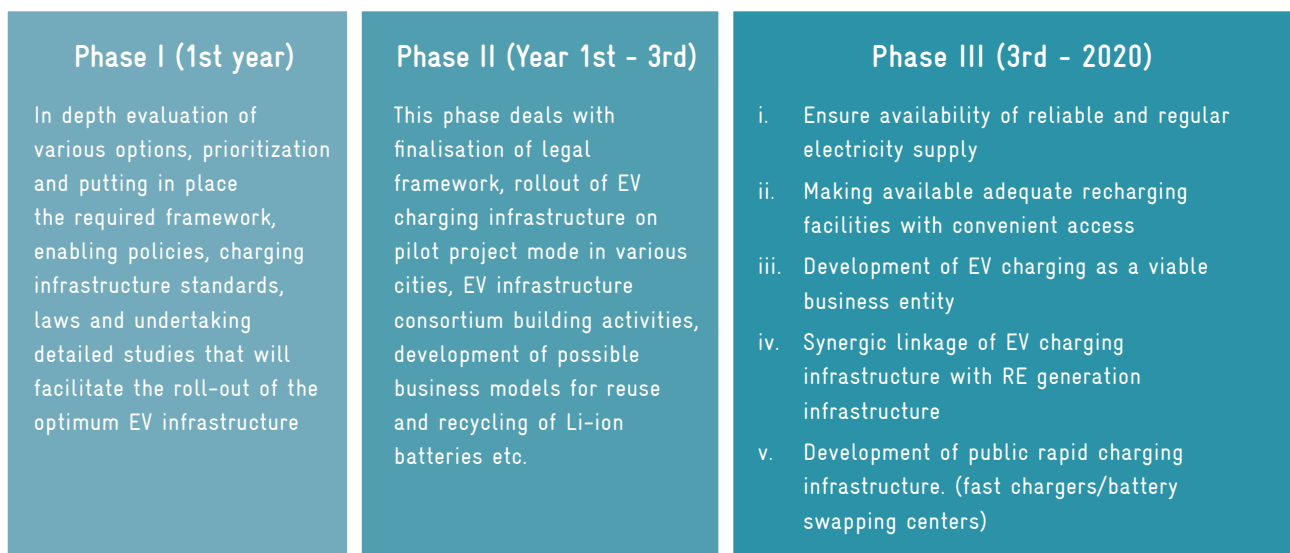 Phase I (1st year)
In depth evaluation of
various options, prioritization
and putting in place
the required framework,
enabling policies, charging
infrastructure standards,
laws and undertaking
detailed studies that will
facilitate the roll-out of the
optimum EV infrastructure
Phase II (Year 1st - 3rd)
This phase deals with
finalisation of legal
framework, rollout of EV
charging infrastructure on
pilot project mode in various
cities, EV infrastructure
consortium building activities,
development of possible
business models for reuse
and recycling of Li-ion
batteries etc.
Phase III (3rd - 2020)
i. Ensure availability of reliable and regular
electricity supply
ii. Making available adequate recharging
facilities with convenient access
iii. Development of EV charging as a viable
business entity
iv. Synergic linkage of EV charging
infrastructure with RE generation
infrastructure
v. Development of public rapid charging
infrastructure. (fast chargers/battery
swapping centers)